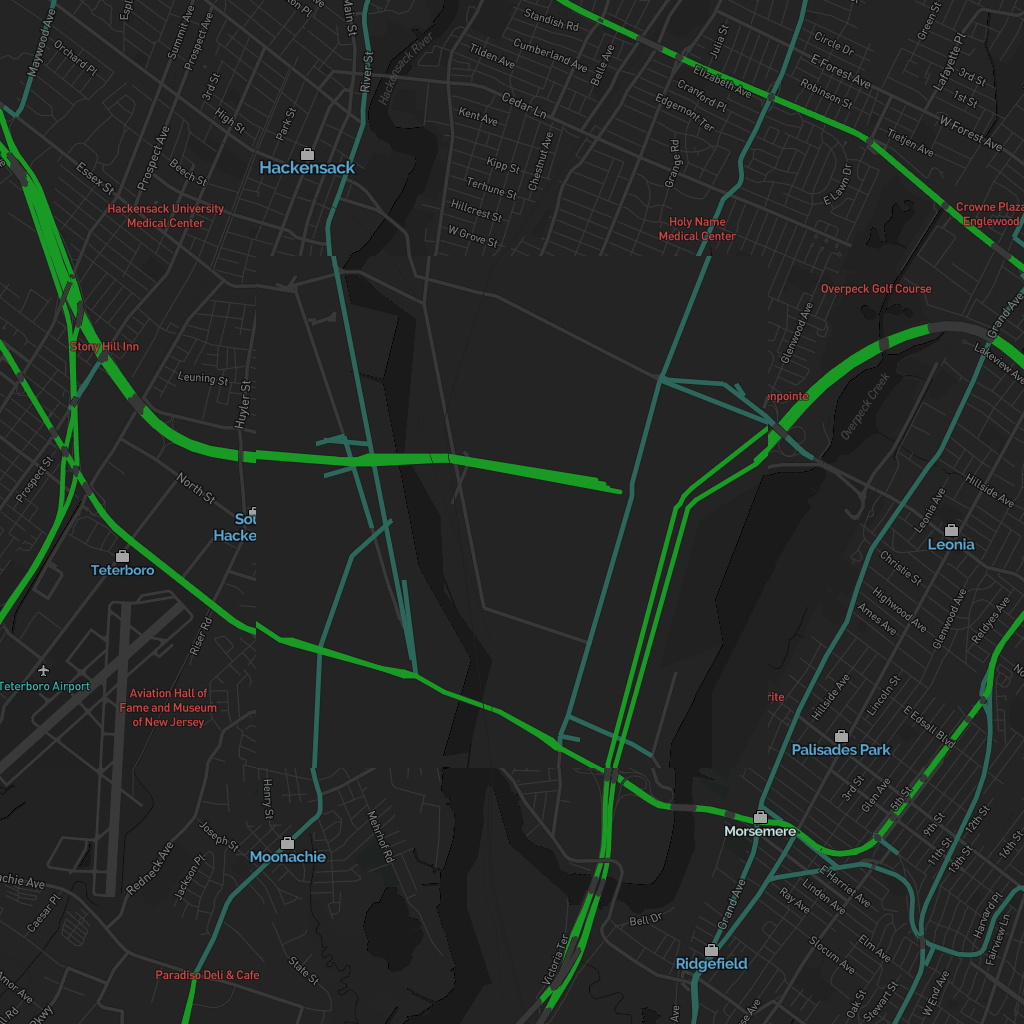 Standish Rd
Main St
River St
Hackensack River
Maywood Ave
Orchard Pl
Summit Ave
Prospect Ave
3rd St
High St
Park St
Tilden Ave
Cumberland Ave
Belle Ave
Julia St
Circle Dr
E Forest Ave
Green St
Lafayette Pl
3rd St
1st St
W Forest Ave
Elizabeth Ave
Robinson St
Cranford Pl
Edgemont Ter
Cedar Ln
Kent Ave
Chestnut Ave
Grange Rd
Tietjen Ave
E Lawn Dr
Essex St
Prospect Ave
Beech St
Hackensack
Kipp St
Terhune St
Hillcrest St
W Grove St
Hackensack University
Medical Center
Holy Name
Medical Center
Crowne Plaza
Englewood
Overpeck Golf Course
Glenwood Ave
Grand Ave
Lakeview Ave
Stony Hill Inn
Leuning St
Huyler St
enpointe
Overpeck Creek
Prospect St
North St
Sou
Hacke
Hillside Ave
Leonia Ave
Leonia
Teterboro
Christie St
Highwood Ave
Ames Ave
Glenwood Ave
Reldyes Ave
Riser Rd
Teterboro Airport
Aviation Hall of
Fame and Museum
of New Jersey
rite
Hillside Ave
Lincoln St
E Edsall Blvd
Palisades Park
3rd St
Glen Ave
5th St
9th St
11th St
12th St
13th St
16th St
Henry St
Mehrhof Rd
Joseph St
Moonachie
Morsemere
Redneck Ave
Jackson Pl
achie Ave
Caesar Pl
E Harriet Ave
Linden Ave
Ray Ave
Grand Ave
Bell Dr
Harvard Pl
Fairview Ln
Elm Ave
Slocum Ave
Ridgefield
Victoria Ter
State St
Paradiso Deli & Cafe
Oak St
Stewart St
W End Ave